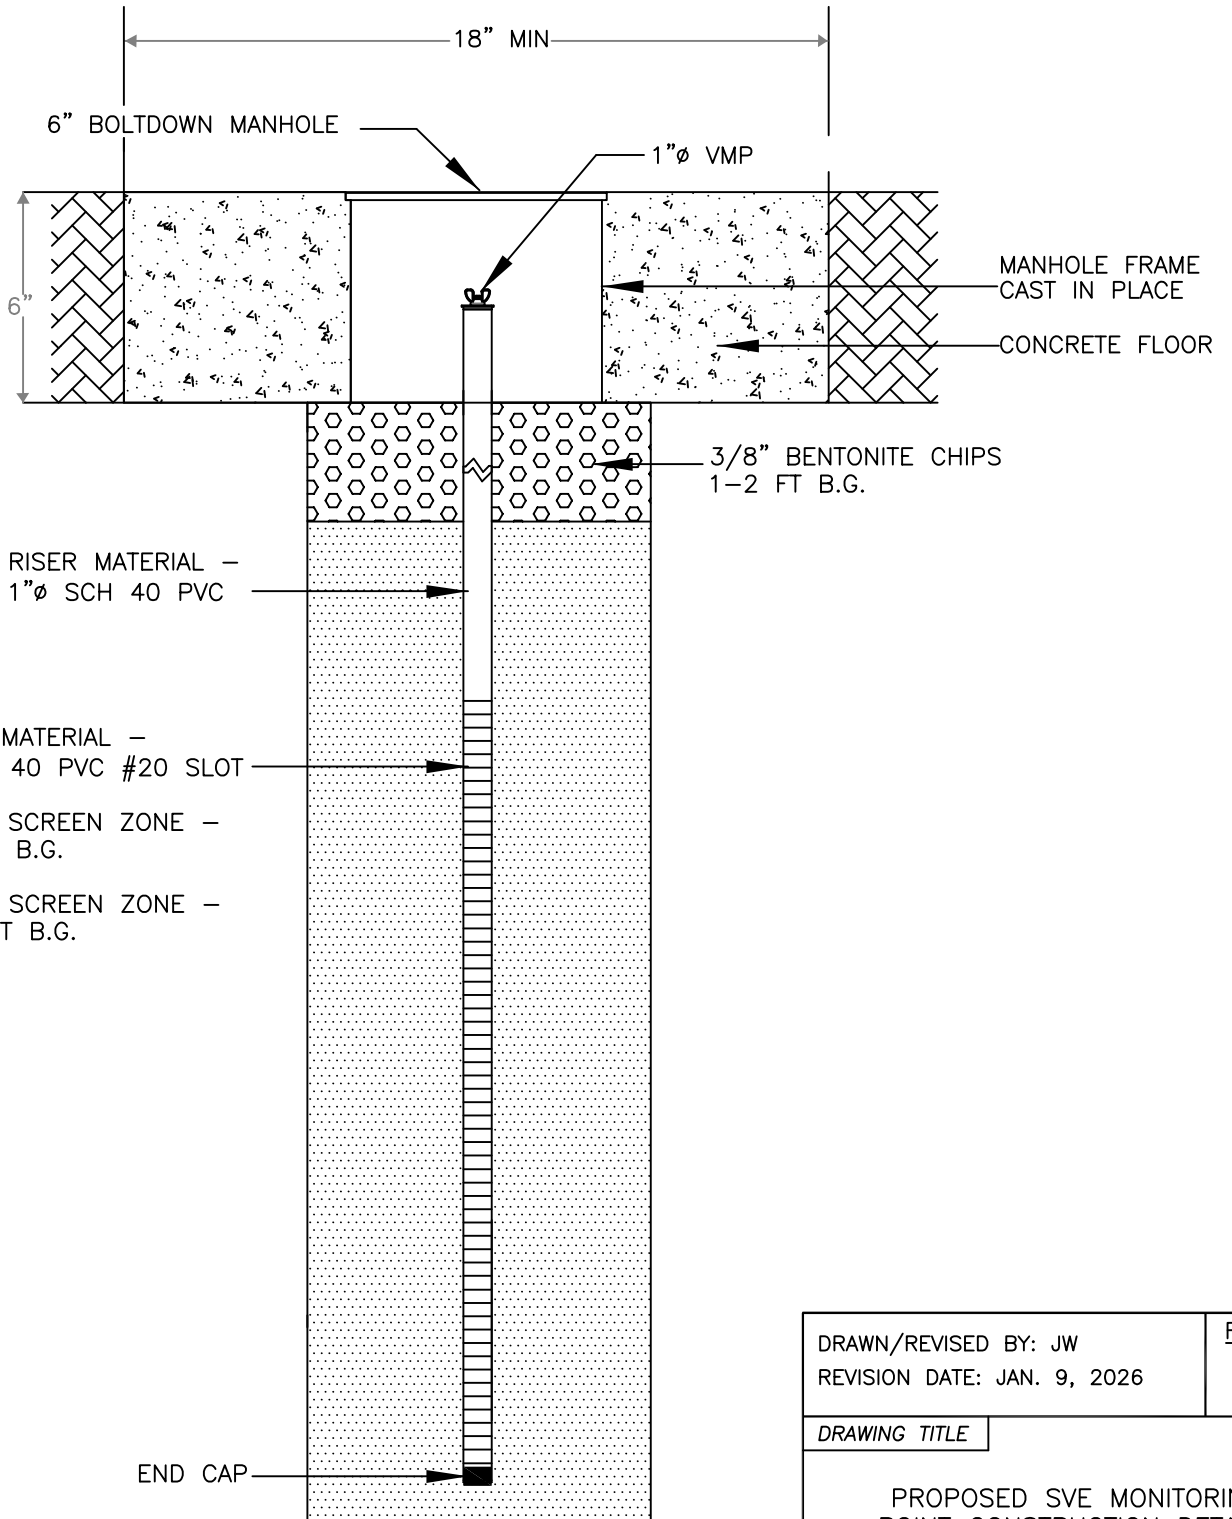 18” MIN
6” BOLTDOWN MANHOLE
1”ø VMP
6”
MANHOLE FRAME
CAST IN PLACE
CONCRETE FLOOR
3/8” BENTONITE CHIPS
1–2 FT B.G.
RISER MATERIAL –
1”ø SCH 40 PVC
MATERIAL –
40 PVC #20 SLOT
SCREEN ZONE –
B.G.
SCREEN ZONE –
T B.G.
END CAP
DRAWN/REVISED BY: JW
REVISION DATE: JAN. 9, 2026
DRAWING TITLE
PROPOSED SVE